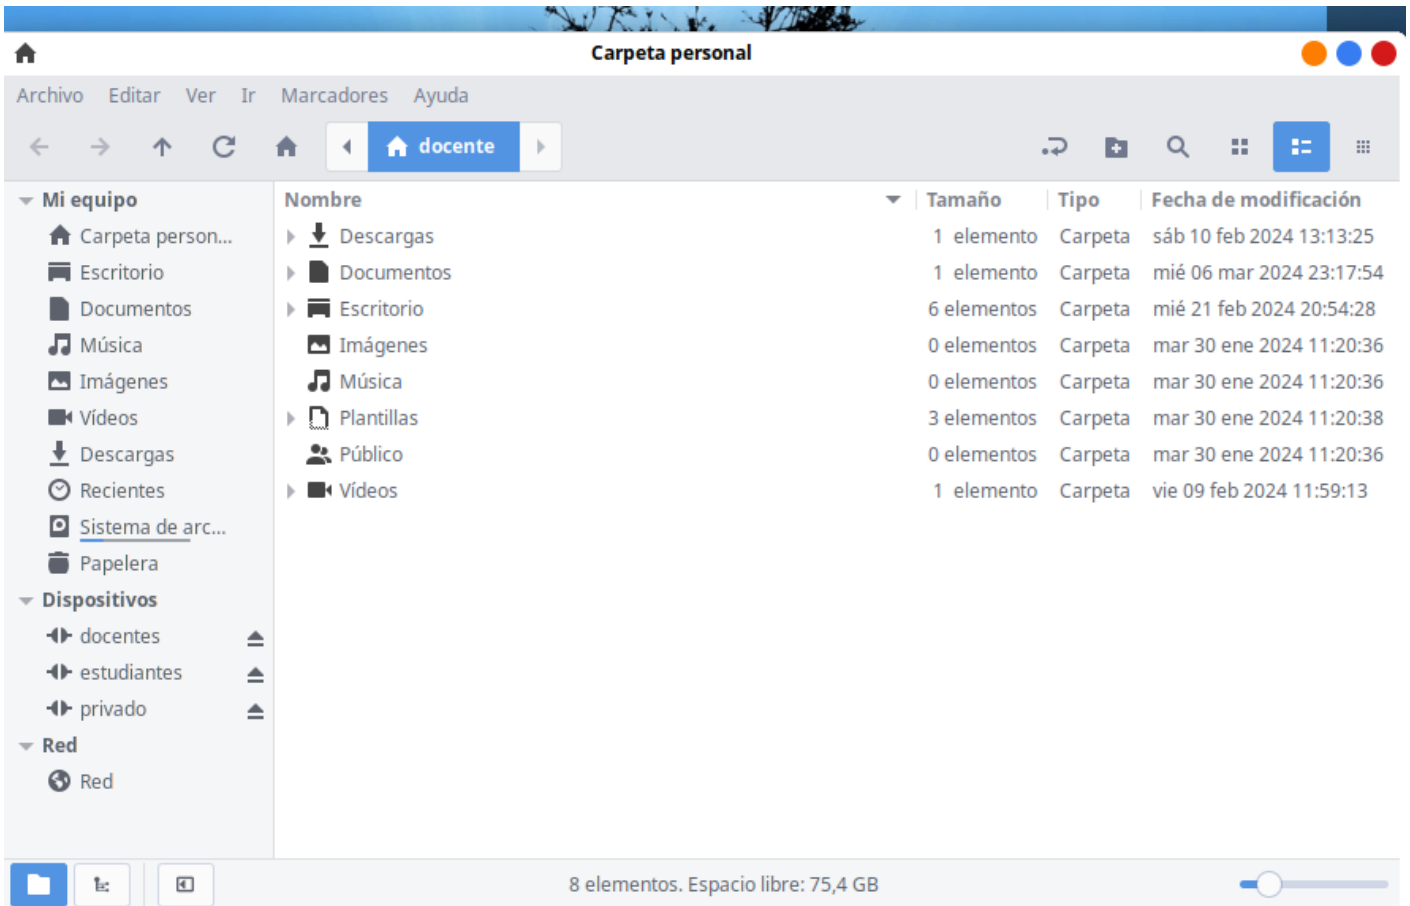 Carpeta personal
Archivo Editar Ver Ir Marcadores Ayuda
docente
Mi equipo
Carpeta person...
Escritorio
Documentos
Música
Imágenes
Vídeos
Descargas
Recientes
Sistema de arc...
Papelera
Dispositivos
docentes
estudiantes
privado
Red
Red
Nombre Tamaño Tipo Fecha de modificación
Descargas 1 elemento Carpeta sáb 10 feb 2024 13:13:25
Documentos 1 elemento Carpeta mié 06 mar 2024 23:17:54
Escritorio 6 elementos Carpeta mié 21 feb 2024 20:54:28
Imágenes 0 elementos Carpeta mar 30 ene 2024 11:20:36
Música 0 elementos Carpeta mar 30 ene 2024 11:20:36
Plantillas 3 elementos Carpeta mar 30 ene 2024 11:20:38
Público 0 elementos Carpeta mar 30 ene 2024 11:20:36
Vídeos 1 elemento Carpeta vie 09 feb 2024 11:59:13
8 elementos. Espacio libre: 75,4 GB